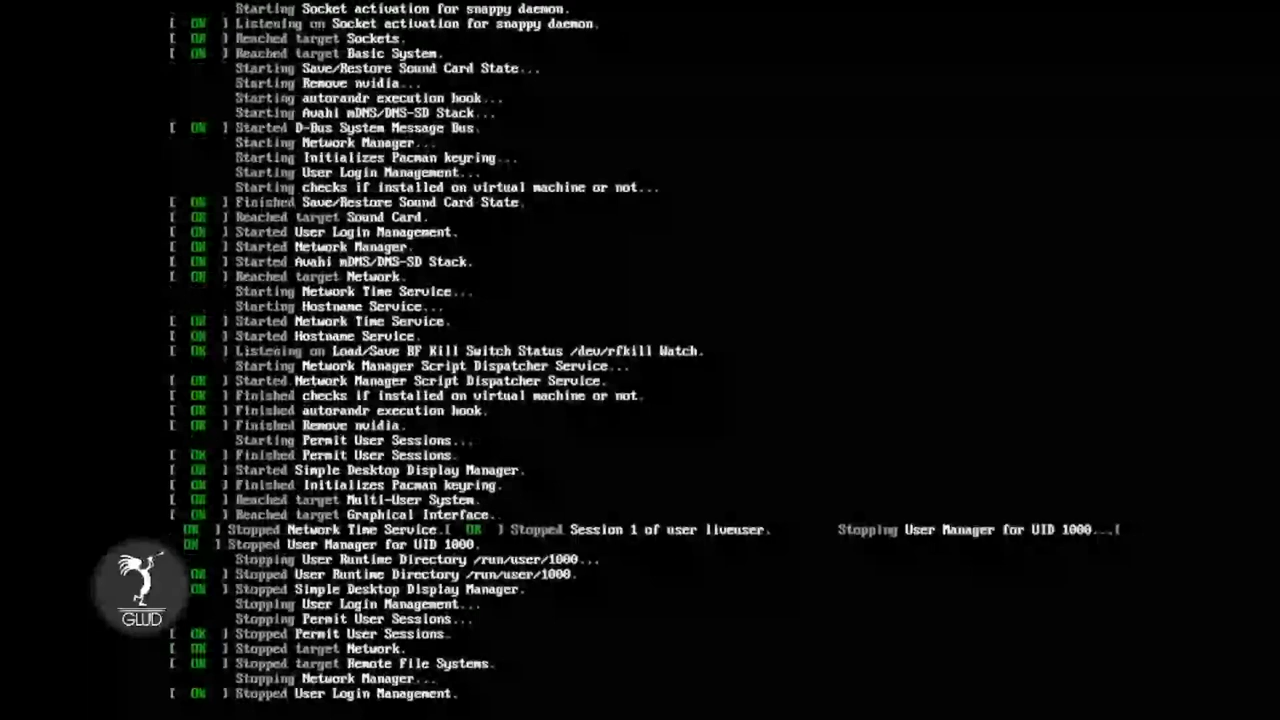 Starting Socket activation for snappy daemon.
[ OK ] Listening on Socket activation for snappy daemon.
[ OK ] Reached target Sockets.
[ OK ] Reached target Basic System.
Starting Save/Restore Sound Card State...
Starting Remove nvidia...
Starting autorandr execution hook...
Starting Avahi mDNS/DNS-SD Stack...
[ OK ] Started D-Bus System Message Bus.
Starting Network Manager...
Starting Initializes Pacman keyring...
Starting User Login Management...
Starting checks if installed on virtual machine or not...
[ OK ] Finished Save/Restore Sound Card State.
[ OK ] Reached target Sound Card.
[ OK ] Started User Login Management.
[ OK ] Started Network Manager.
[ OK ] Started Avahi mDNS/DNS-SD Stack.
[ OK ] Reached target Network.
Starting Network Time Service...
Starting Hostname Service...
[ OK ] Started Network Time Service.
[ OK ] Started Hostname Service.
[ OK ] Listening on Load/Save RF Kill Switch Status /dev/rfkill Watch.
Starting Network Manager Script Dispatcher Service...
[ OK ] Started Network Manager Script Dispatcher Service.
[ OK ] Finished checks if installed on virtual machine or not.
[ OK ] Finished autorandr execution hook.
[ OK ] Finished Remove nvidia.
Starting Permit User Sessions...
[ OK ] Finished Permit User Sessions.
[ OK ] Started Simple Desktop Display Manager.
[ OK ] Finished Initializes Pacman keyring.
[ OK ] Reached target Multi-User System.
[ OK ] Reached target Graphical Interface.
OK ] Stopped Network Time Service.[ OK ] Stopped Session 1 of user liveuser. Stopping User Manager for UID 1000...[
OK ] Stopped User Manager for UID 1000.
Stopping User Runtime Directory /run/user/1000...
OK ] Stopped User Runtime Directory /run/user/1000.
OK ] Stopped Simple Desktop Display Manager.
Stopping User Login Management...
Stopping Permit User Sessions...
[ OK ] Stopped Permit User Sessions.
[ OK ] Stopped target Network.
[ OK ] Stopped target Remote File Systems.
Stopping Network Manager...
[ OK ] Stopped User Login Management.
GLUD